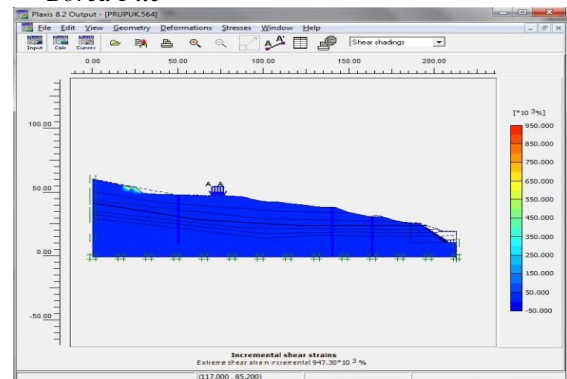 Bored Pile
Plaxis 8.2 Output - [PRUPUK.564]
File Edit View Geometry Deformations Stresses Window Help
Input Calc Curves Shear shadings
0.00 50.00 100.00 150.00 200.00
100.00
50.00
0.00
-50.00
A A
[*10 3%]
950.000
850.000
750.000
650.000
550.000
450.000
350.000
250.000
150.000
50.000
-50.000
Incremental shear strains
Extreme shear strain incremental 947.30*10 3 %
(117.000 , 85.200)